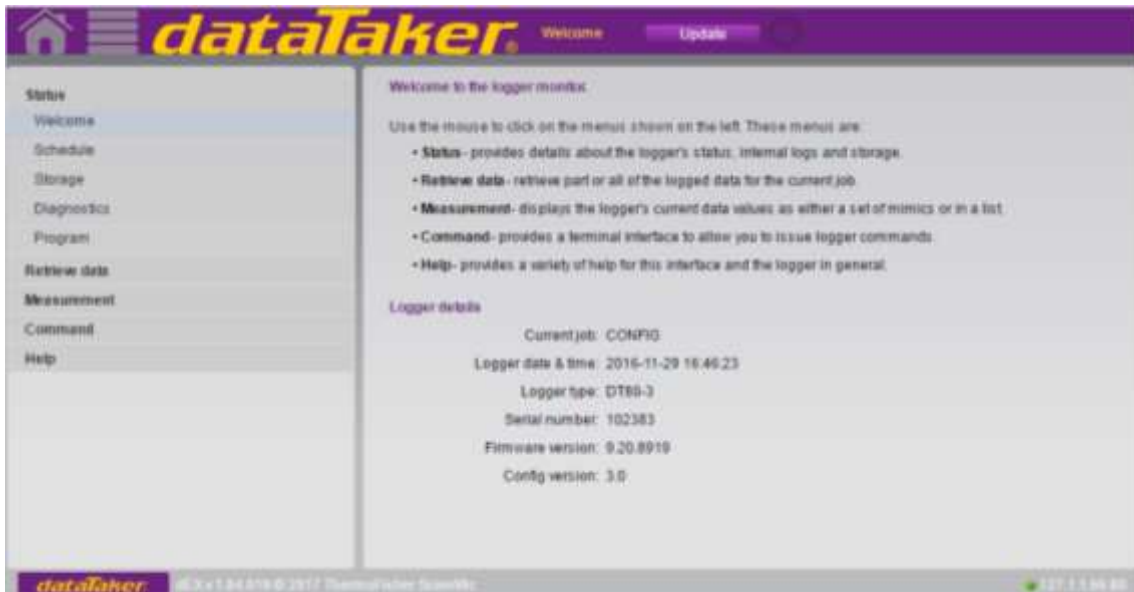 dataTaker. Welcome Update
Status
Welcome
Schedule
Storage
Diagnostics
Program
Retrieve data
Measurement
Command
Help
Welcome to the logger monitor.
Use the mouse to click on the menus shown on the left. These menus are:
• Status- provides details about the logger's status, internal logs and storage.
• Retrieve data- retrieve part or all of the logged data for the current job.
• Measurement- displays the logger's current data values as either a set of mimics or in a list.
• Command- provides a terminal interface to allow you to issue logger commands.
• Help- provides a variety of help for this interface and the logger in general.
Logger details
Current job: CONFIG
Logger date & time: 2016-11-29 16:46:23
Logger type: DT80-3
Serial number: 102383
Firmware version: 9.20.8919
Config version: 3.0
dataTaker. © 2017 ThermoFisher Scientific